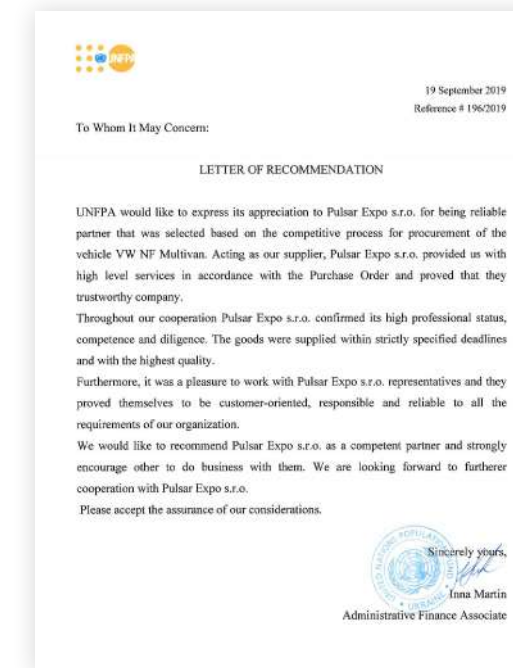 UNFPA
19 September 2019
Reference # 196/2019
To Whom It May Concern:
LETTER OF RECOMMENDATION
UNFPA would like to express its appreciation to Pulsar Expo s.r.o. for being reliable
partner that was selected based on the competitive process for procurement of the
vehicle VW NF Multivan. Acting as our supplier, Pulsar Expo s.r.o. provided us with
high level services in accordance with the Purchase Order and proved that they
trustworthy company.
Throughout our cooperation Pulsar Expo s.r.o. confirmed its high professional status,
competence and diligence. The goods were supplied within strictly specified deadlines
and with the highest quality.
Furthermore, it was a pleasure to work with Pulsar Expo s.r.o. representatives and they
proved themselves to be customer-oriented, responsible and reliable to all the
requirements of our organization.
We would like to recommend Pulsar Expo s.r.o. as a competent partner and strongly
encourage other to do business with them. We are looking forward to furtherer
cooperation with Pulsar Expo s.r.o.
Please accept the assurance of our considerations.
UNITED NATIONS POPULATION FUND
UKRAINE
Sincerely yours,
Inna Martin
Administrative Finance Associate